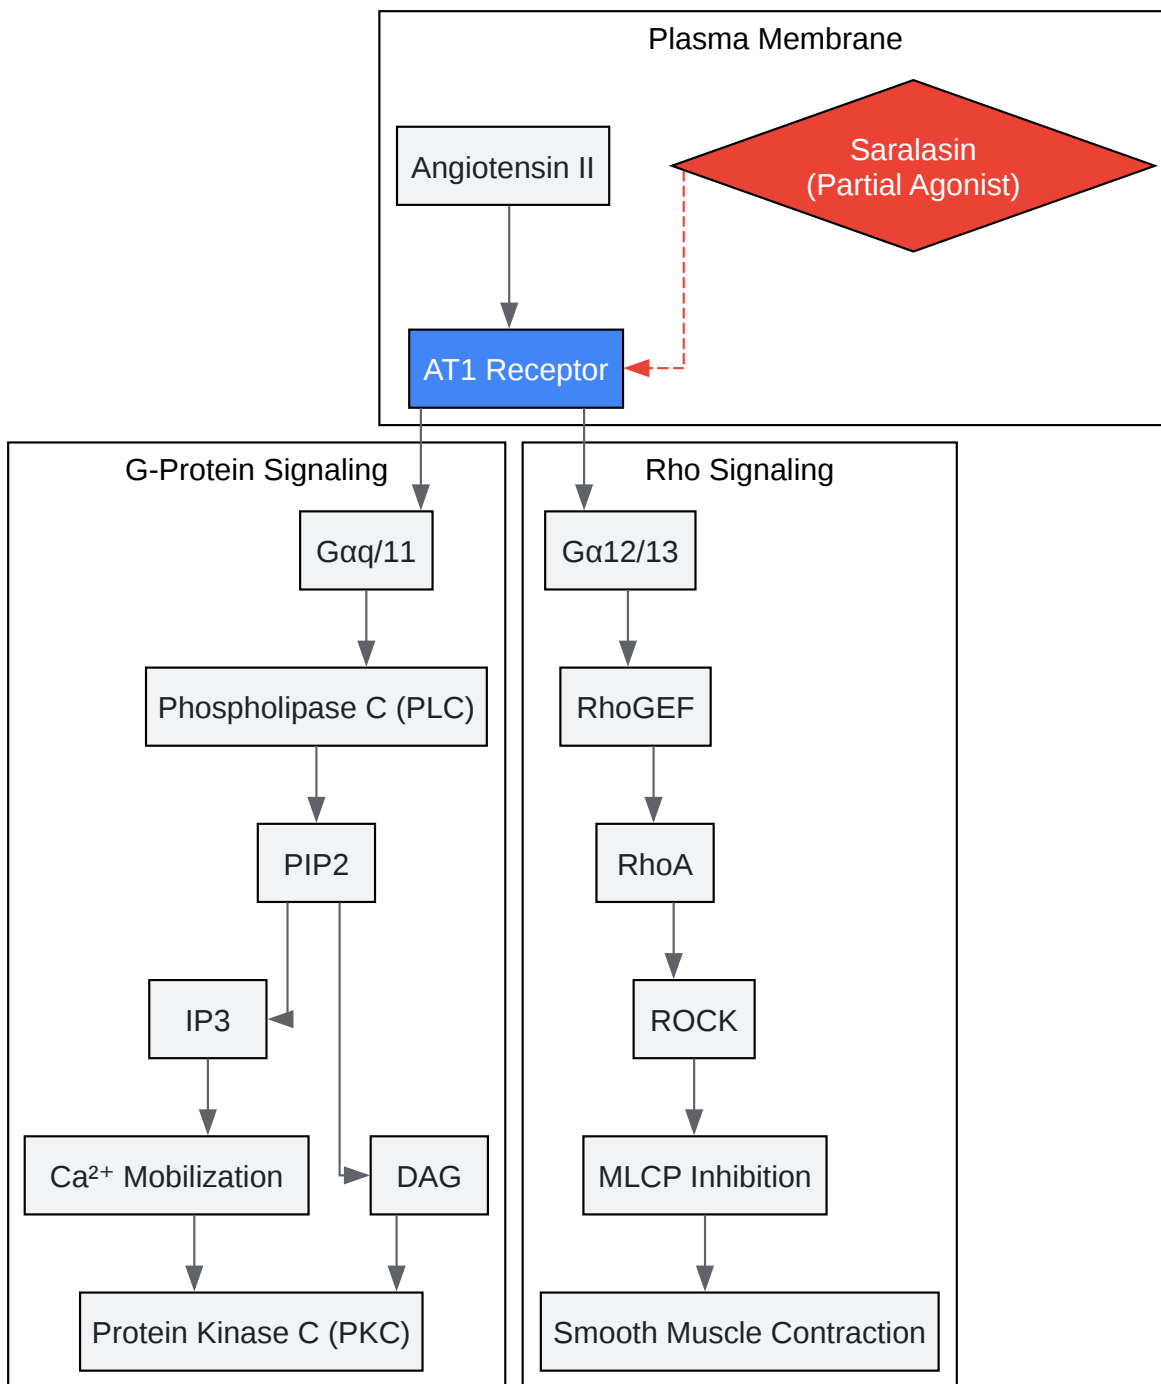 Plasma Membrane
Angiotensin II
Saralasin
(Partial Agonist)
AT1 Receptor
G-Protein Signaling
Gαq/11
Phospholipase C (PLC)
PIP2
IP3
Ca²⁺ Mobilization
DAG
Protein Kinase C (PKC)
Rho Signaling
Gα12/13
RhoGEF
RhoA
ROCK
MLCP Inhibition
Smooth Muscle Contraction